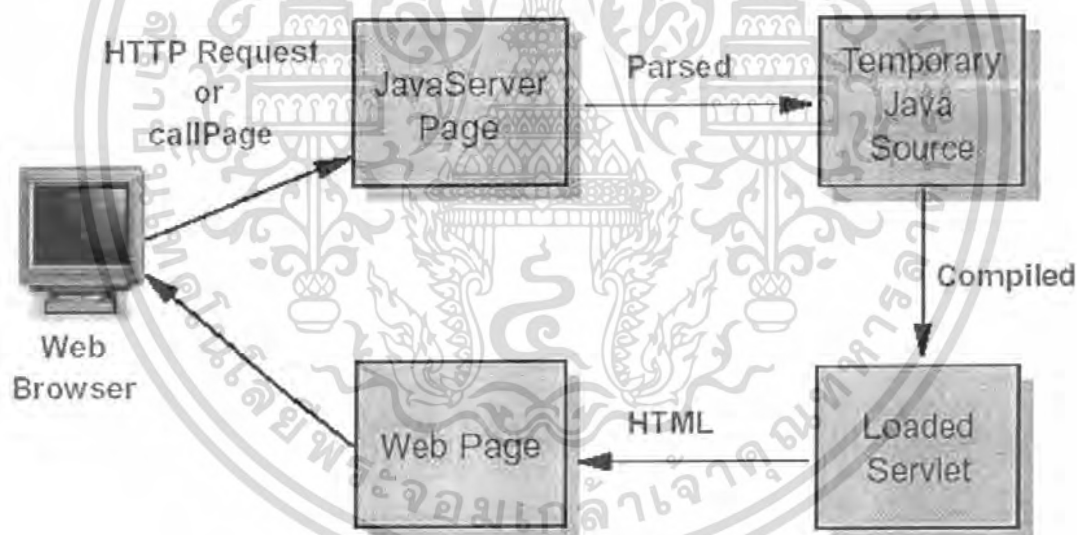 HTTP Request
or
callPage
JavaServer
Page
Parsed
Temporary
Java
Source
Compiled
Web
Browser
Web Page
HTML
Loaded
Servlet